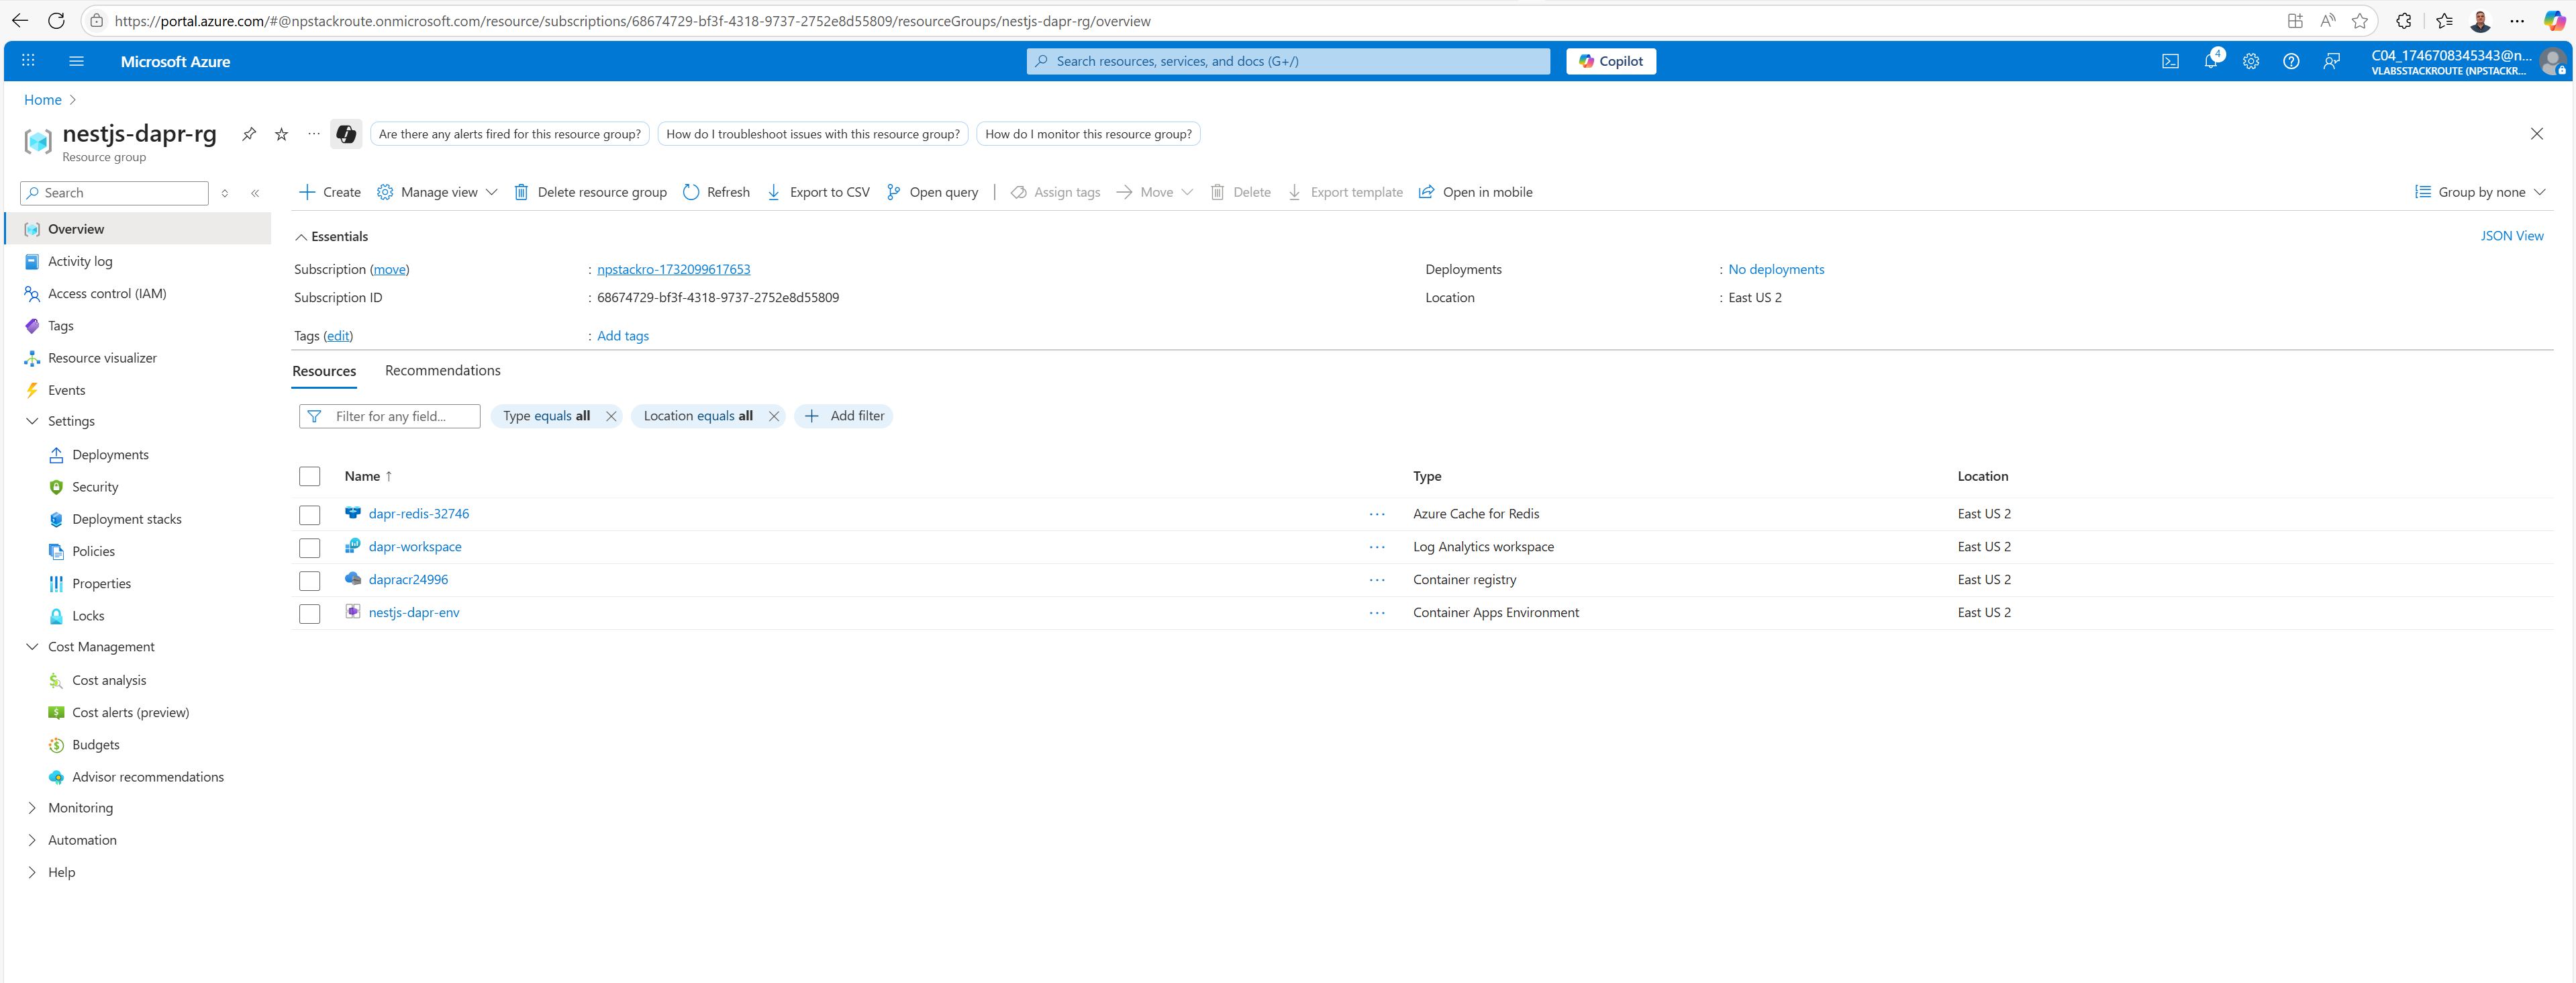 https://portal.azure.com/#@npstackroute.onmicrosoft.com/resource/subscriptions/68674729-bf3f-4318-9737-2752e8d55809/resourceGroups/nestjs-dapr-rg/overview
Microsoft Azure
Search resources, services, and docs (G+/)
Copilot
4
C04_1746708345343@n...
VLABSSTACKROUTE (NPSTACKR...
Home
nestjs-dapr-rg
Resource group
Are there any alerts fired for this resource group?
How do I troubleshoot issues with this resource group?
How do I monitor this resource group?
Search
Create
Manage view
Delete resource group
Refresh
Export to CSV
Open query
Assign tags
Move
Delete
Export template
Open in mobile
Group by none
Overview
Activity log
Access control (IAM)
Tags
Resource visualizer
Events
Settings
Deployments
Security
Deployment stacks
Policies
Properties
Locks
Cost Management
Cost analysis
Cost alerts (preview)
Budgets
Advisor recommendations
Monitoring
Automation
Help
Essentials
JSON View
Subscription (move) : npstackro-1732099617653
Deployments : No deployments
Subscription ID : 68674729-bf3f-4318-9737-2752e8d55809
Location : East US 2
Tags (edit) : Add tags
Resources Recommendations
Filter for any field...
Type equals all
Location equals all
Add filter
Name ↑ Type Location
dapr-redis-32746 ... Azure Cache for Redis East US 2
dapr-workspace ... Log Analytics workspace East US 2
dapracr24996 ... Container registry East US 2
nestjs-dapr-env ... Container Apps Environment East US 2